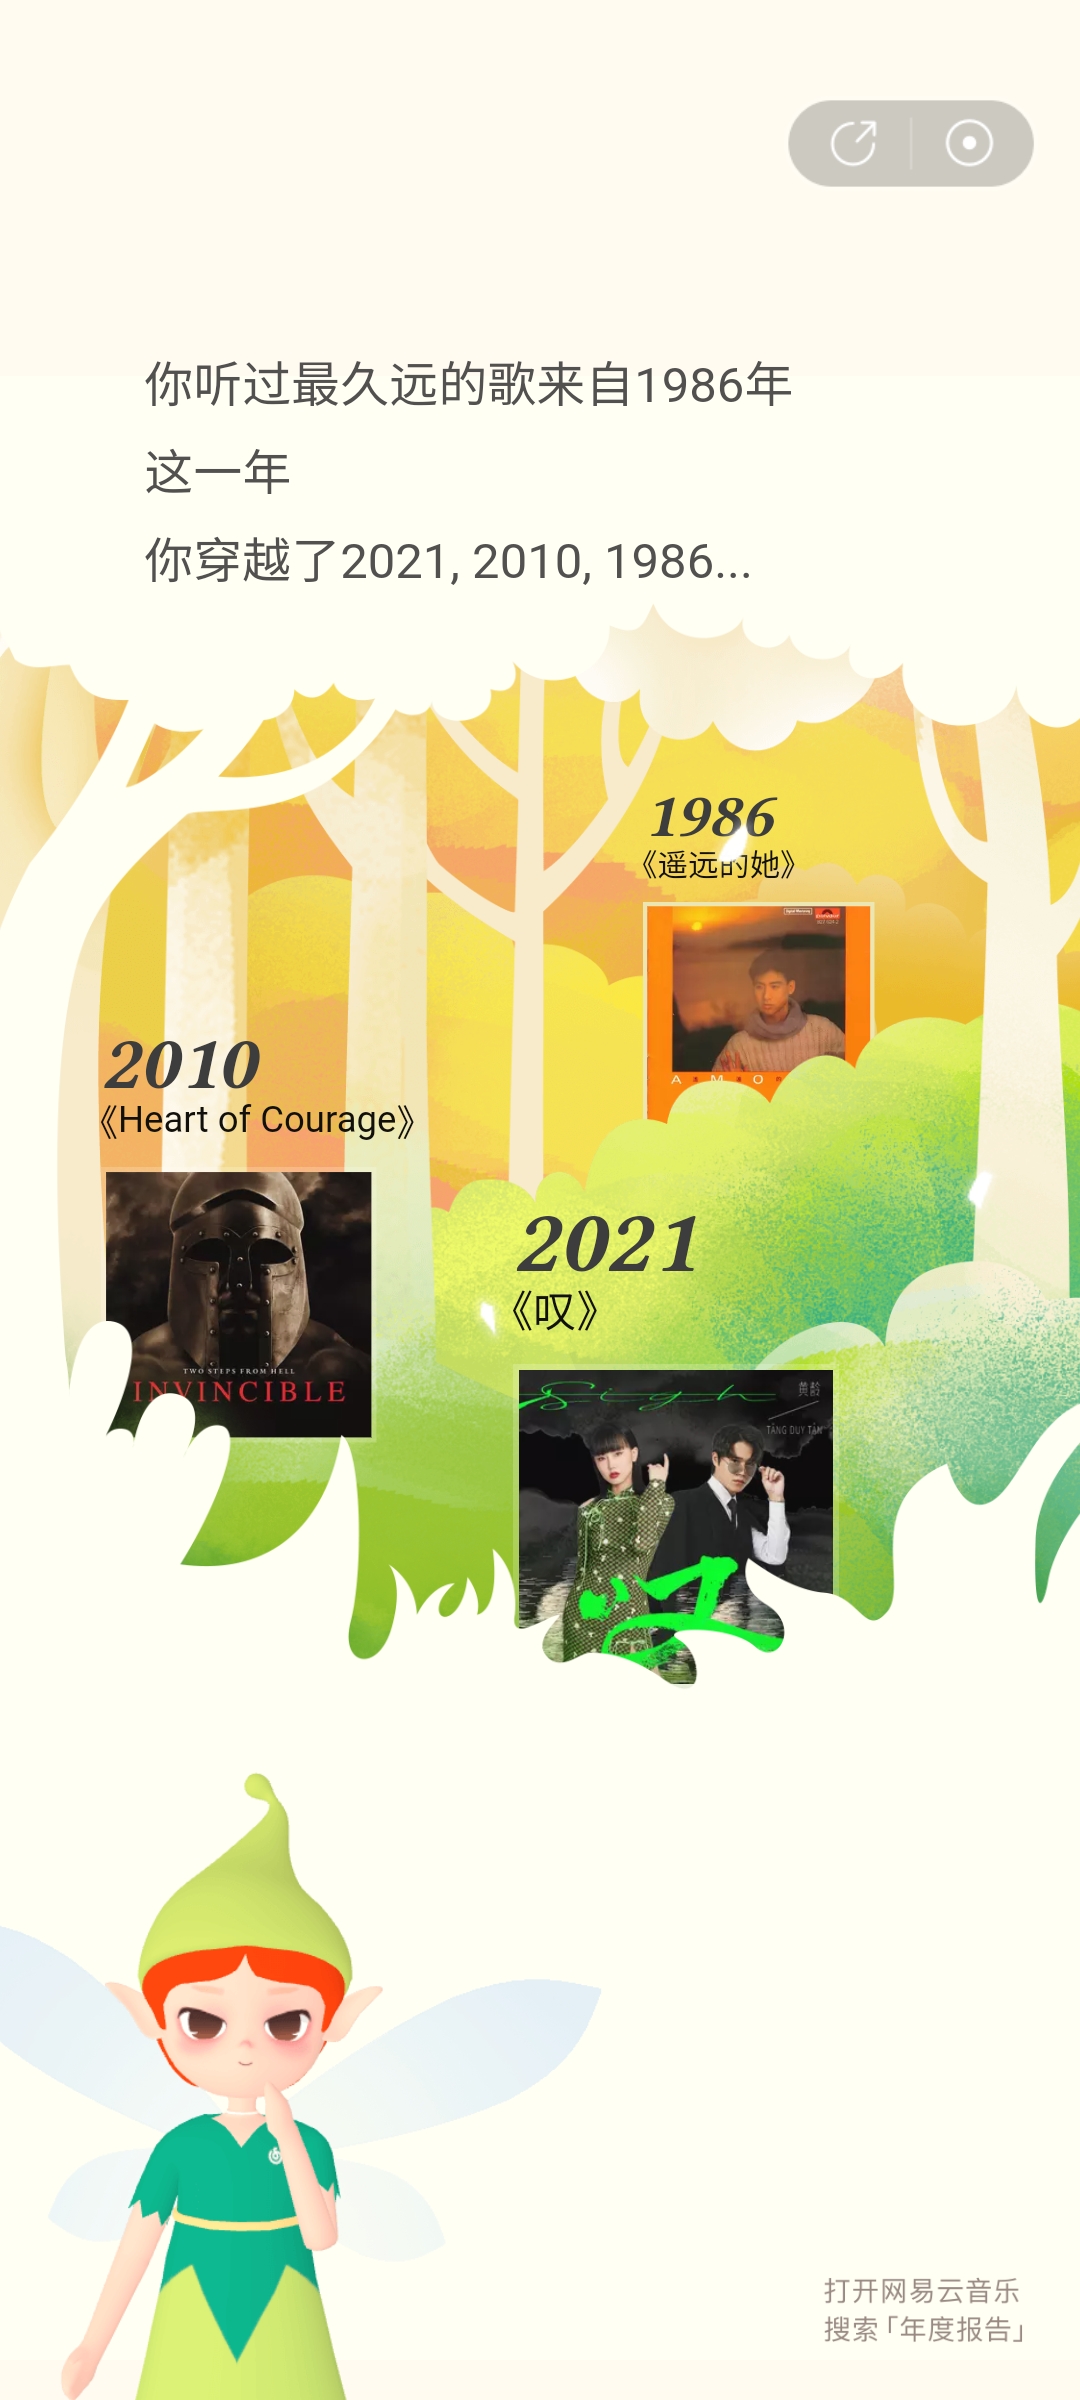 你听过最久远的歌来自1986年
这一年
你穿越了2021, 2010, 1986...
1986
《遥远的她》
A M O
2010
《Heart of Courage》
TWO STEPS FROM HELL
INVINCIBLE
2021
《叹》
Sigh
黄龄
TĂNG DUY TÂN
叹
打开网易云音乐
搜索「年度报告」